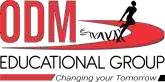 ODM
EDUCATIONAL GROUP
Changing your Tomorrow